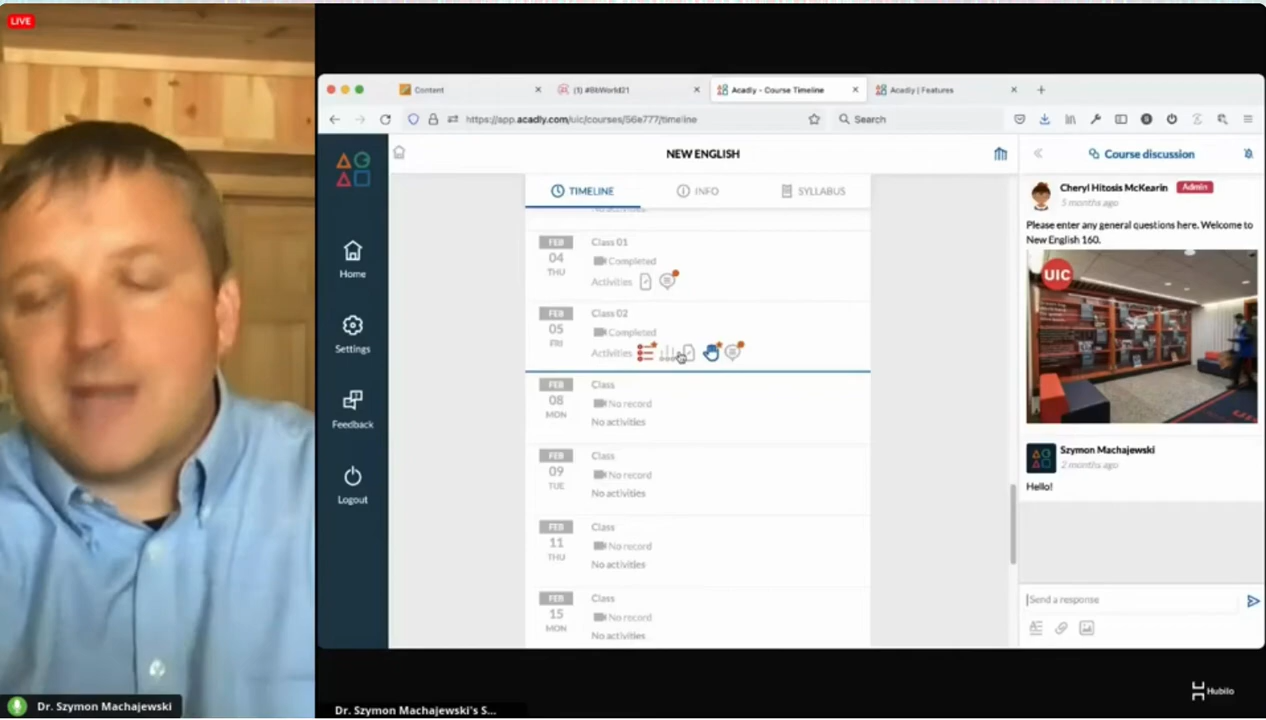 LIVE
Content
(1) #BbWorld21
Acadly - Course Timeline
Acadly | Features
https://app.acadly.com/uic/courses/56e777/timeline
Search
NEW ENGLISH
Course discussion
TIMELINE
INFO
SYLLABUS
Home
Settings
Feedback
Logout
FEB
04
THU
Class 01
Completed
Activities
FEB
05
FRI
Class 02
Completed
Activities
FEB
08
MON
Class
No record
No activities
FEB
09
TUE
Class
No record
No activities
FEB
11
THU
Class
No record
No activities
FEB
15
MON
Class
No record
No activities
Cheryl Hitosis McKearin Admin
5 months ago
Please enter any general questions here. Welcome to
New English 160.
UIC
Szymon Machajewski
2 months ago
Hello!
Send a response
Dr. Szymon Machajewski
Dr. Szymon Machajewski's S...
Hubilo